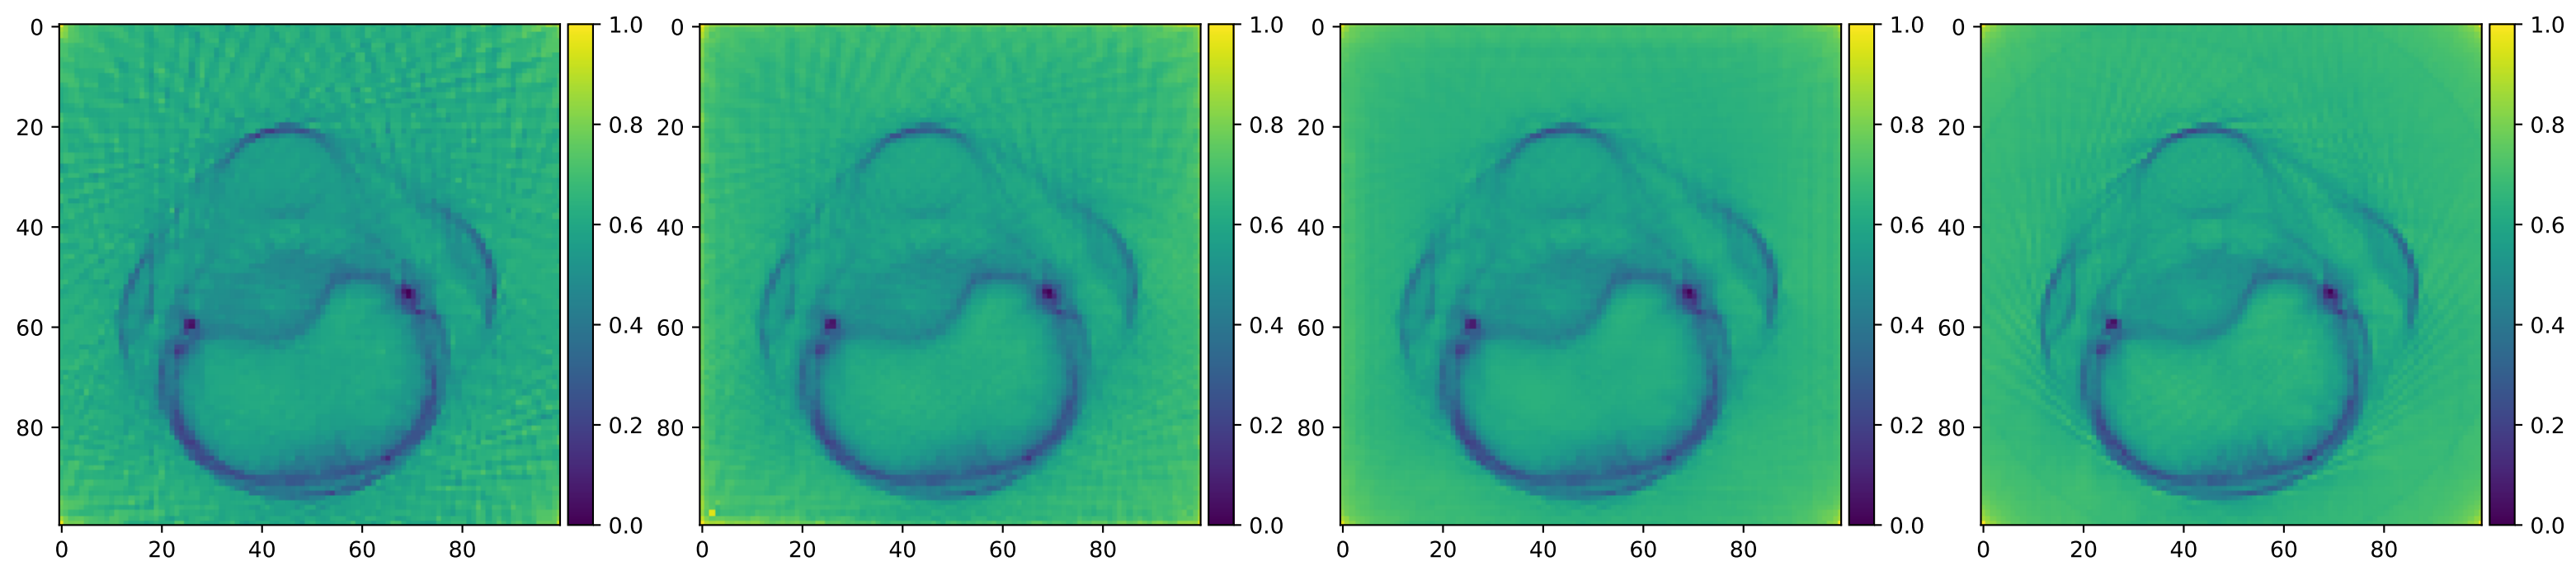 0 1.0 0 1.0 0 1.0 0 1.0
20 0.8 20 0.8 20 0.8 20 0.8
40 0.6 40 0.6 40 0.6 40 0.6
60 0.4 60 0.4 60 0.4 60 0.4
80 0.2 80 0.2 80 0.2 80 0.2
0.0 0.0 0.0 0.0
0 20 40 60 80 0 20 40 60 80 0 20 40 60 80 0 20 40 60 80